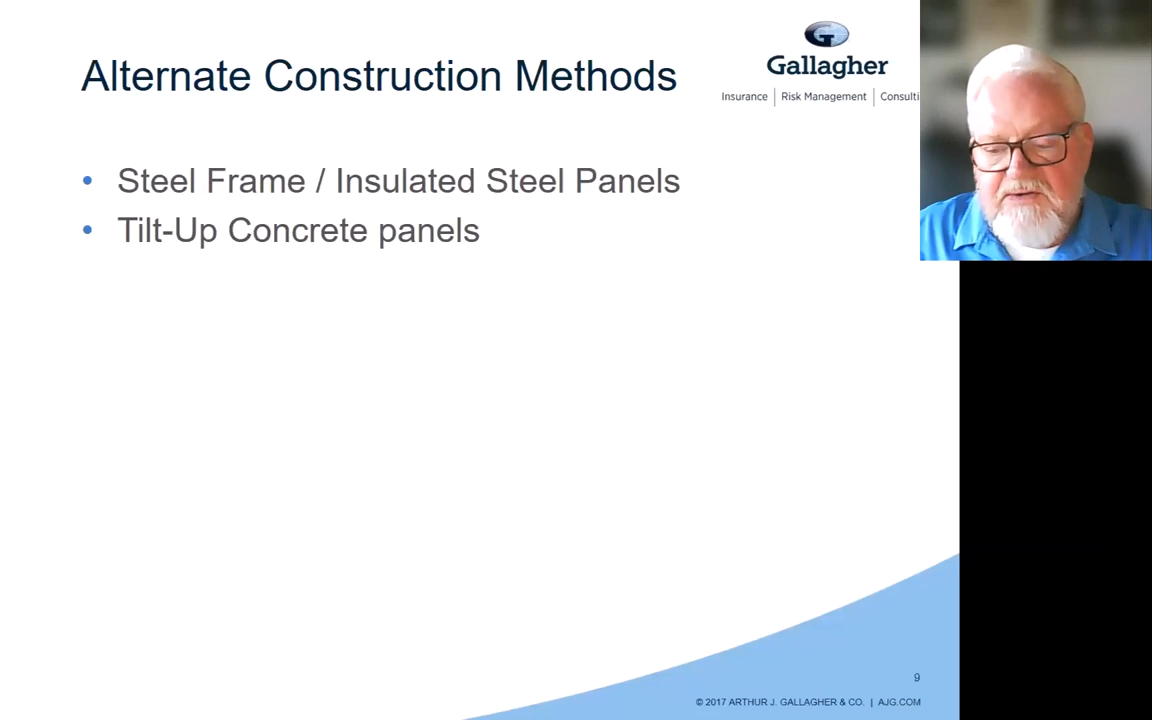 Alternate Construction Methods
Gallagher
Insurance | Risk Management | Consulti
• Steel Frame / Insulated Steel Panels
• Tilt-Up Concrete panels
9
© 2017 ARTHUR J. GALLAGHER & CO. | AJG.COM